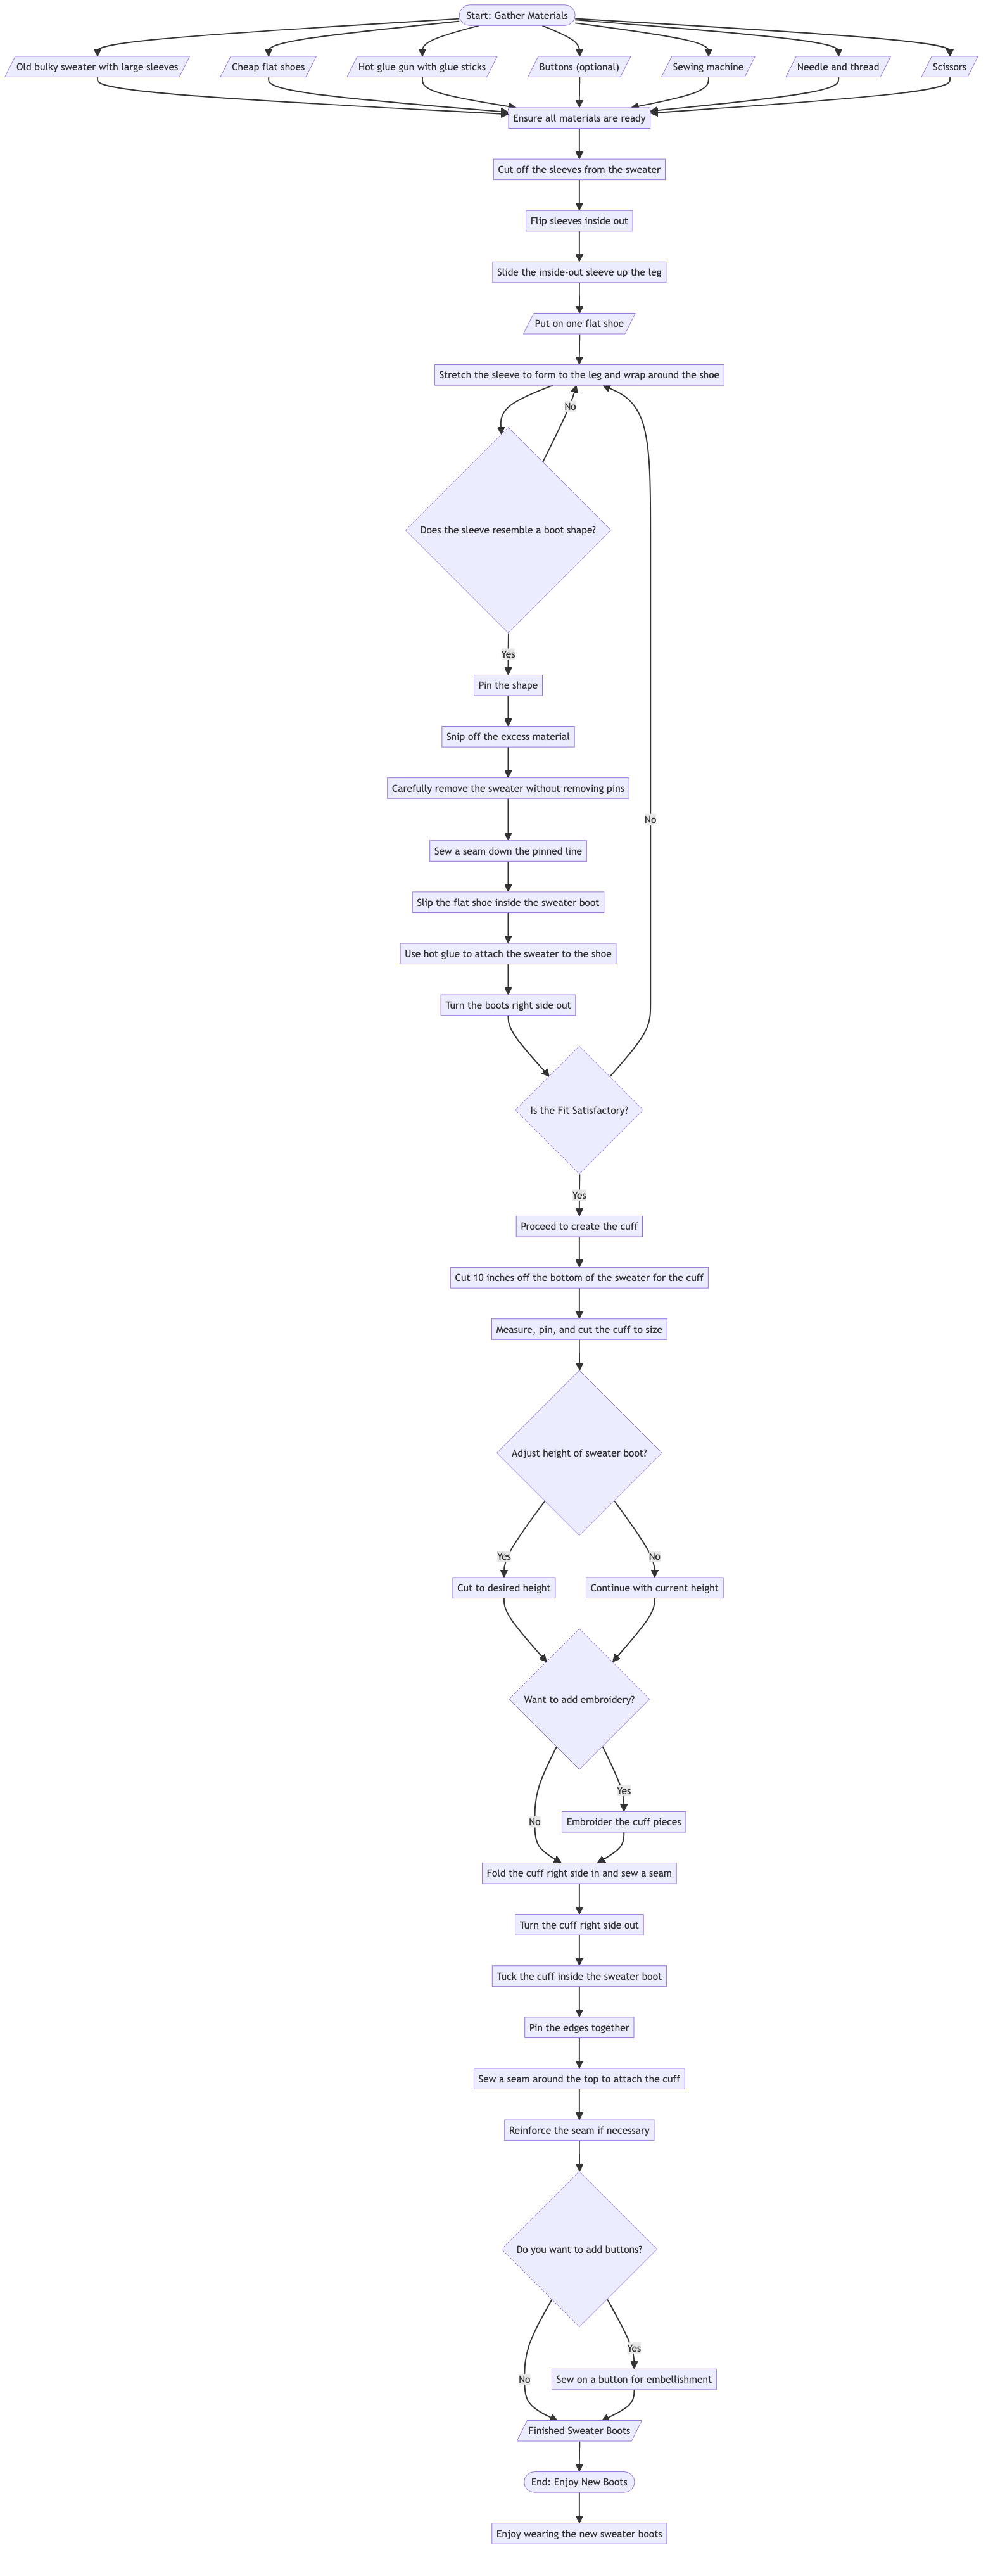 Start: Gather Materials
Old bulky sweater with large sleeves
Cheap flat shoes
Hot glue gun with glue sticks
Buttons (optional)
Sewing machine
Needle and thread
Scissors
Ensure all materials are ready
Cut off the sleeves from the sweater
Flip sleeves inside out
Slide the inside-out sleeve up the leg
Put on one flat shoe
Stretch the sleeve to form to the leg and wrap around the shoe
No
Does the sleeve resemble a boot shape?
Yes
Pin the shape
Snip off the excess material
Carefully remove the sweater without removing pins
No
Sew a seam down the pinned line
Slip the flat shoe inside the sweater boot
Use hot glue to attach the sweater to the shoe
Turn the boots right side out
Is the Fit Satisfactory?
Yes
Proceed to create the cuff
Cut 10 inches off the bottom of the sweater for the cuff
Measure, pin, and cut the cuff to size
Adjust height of sweater boot?
Yes
No
Cut to desired height
Continue with current height
Want to add embroidery?
Yes
No
Embroider the cuff pieces
Fold the cuff right side in and sew a seam
Turn the cuff right side out
Tuck the cuff inside the sweater boot
Pin the edges together
Sew a seam around the top to attach the cuff
Reinforce the seam if necessary
Do you want to add buttons?
Yes
No
Sew on a button for embellishment
Finished Sweater Boots
End: Enjoy New Boots
Enjoy wearing the new sweater boots